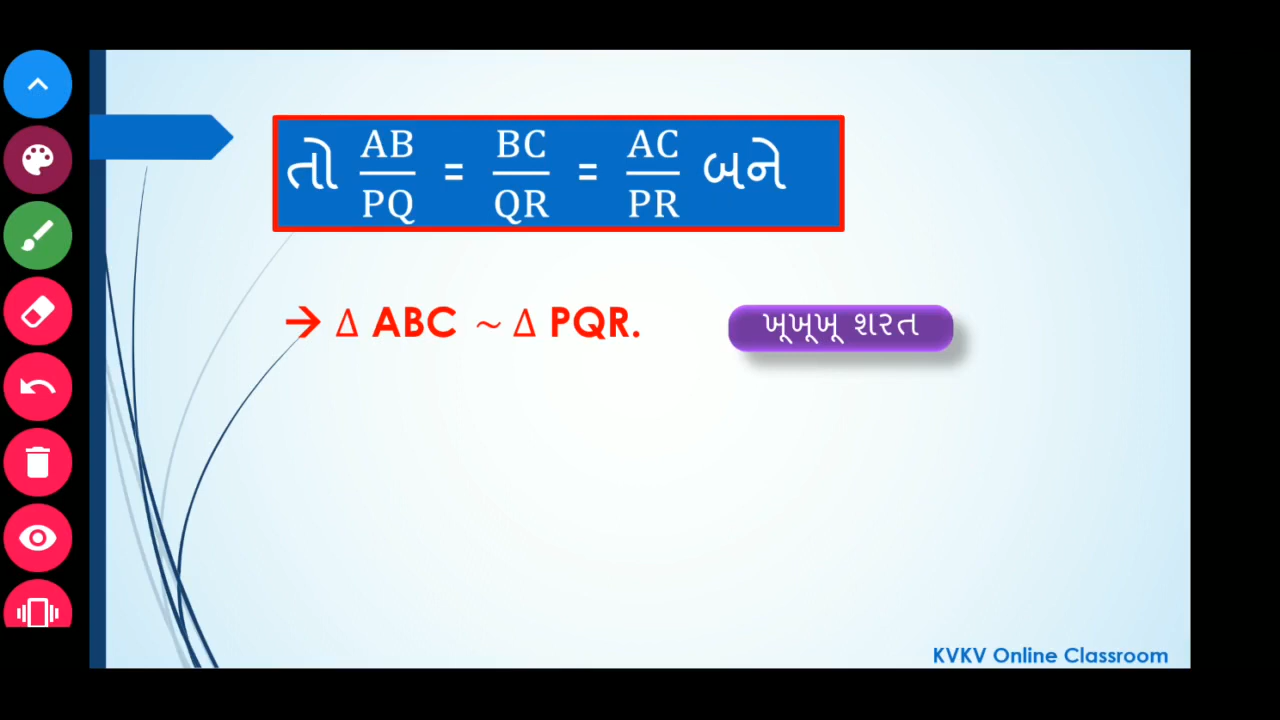 તો AB/PQ = BC/QR = AC/PR બને
→ Δ ABC ~ Δ PQR.
ખૂખૂખૂ શરત
KVKV Online Classroom